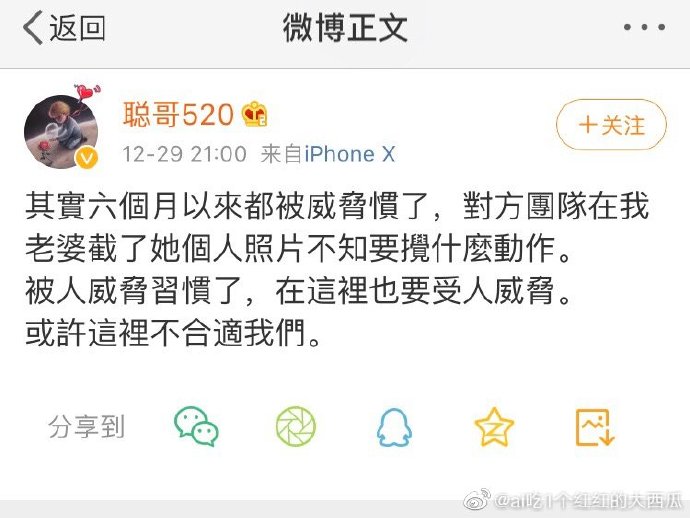 返回
微博正文
聪哥520
+关注
12-29 21:00 来自iPhone X
其實六個月以來都被威脅慣了，對方團隊在我
老婆截了她個人照片不知要攪什麼動作。
被人威脅習慣了，在這裡也要受人威脅。
或許這裡不合適我們。
分享到
@al吃1个红红的大西瓜